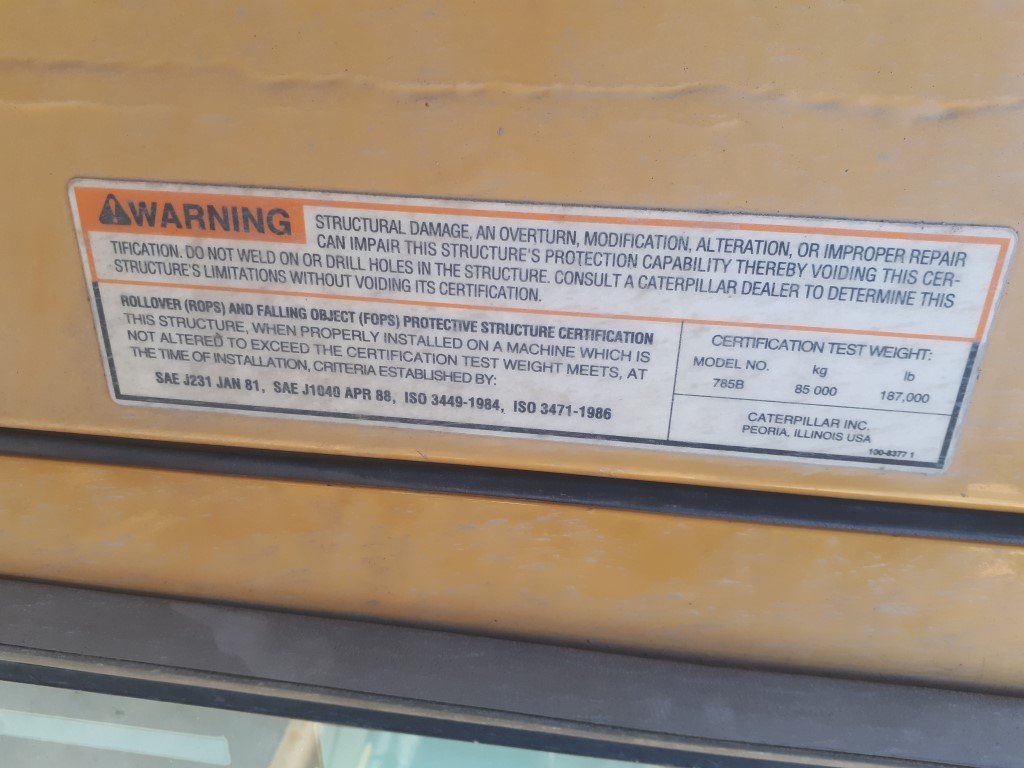 WARNING
STRUCTURAL DAMAGE, AN OVERTURN, MODIFICATION, ALTERATION, OR IMPROPER REPAIR
CAN IMPAIR THIS STRUCTURE'S PROTECTION CAPABILITY THEREBY VOIDING THIS CER-
TIFICATION. DO NOT WELD ON OR DRILL HOLES IN THE STRUCTURE. CONSULT A CATERPILLAR DEALER TO DETERMINE THIS
STRUCTURE'S LIMITATIONS WITHOUT VOIDING ITS CERTIFICATION.
ROLLOVER (ROPS) AND FALLING OBJECT (FOPS) PROTECTIVE STRUCTURE CERTIFICATION
THIS STRUCTURE, WHEN PROPERLY INSTALLED ON A MACHINE WHICH IS
NOT ALTERED TO EXCEED THE CERTIFICATION TEST WEIGHT MEETS, AT
THE TIME OF INSTALLATION, CRITERIA ESTABLISHED BY:
SAE J231 JAN 81, SAE J1040 APR 88, ISO 3449-1984, ISO 3471-1986
CERTIFICATION TEST WEIGHT:
MODEL NO. kg lb
785B 85 000 187,000
CATERPILLAR INC.
PEORIA, ILLINOIS USA
100-8377 1